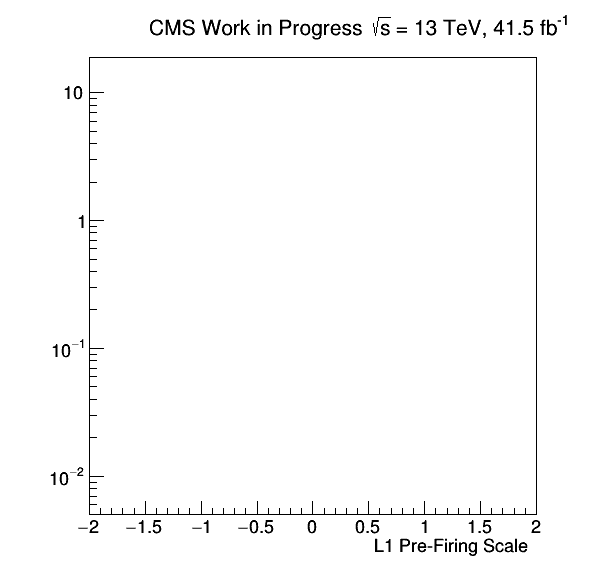 CMS Work in Progress √s = 13 TeV, 41.5 fb⁻¹
10
1
10⁻¹
10⁻²
−2 −1.5 −1 −0.5 0 0.5 1 1.5 2
L1 Pre-Firing Scale